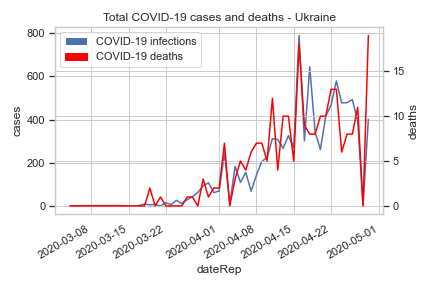 Total COVID-19 cases and deaths - Ukraine
COVID-19 infections
COVID-19 deaths
800
600
400
200
0
cases
15
10
5
0
deaths
2020-03-08
2020-03-15
2020-03-22
2020-04-01
2020-04-08
2020-04-15
2020-04-22
2020-05-01
dateRep